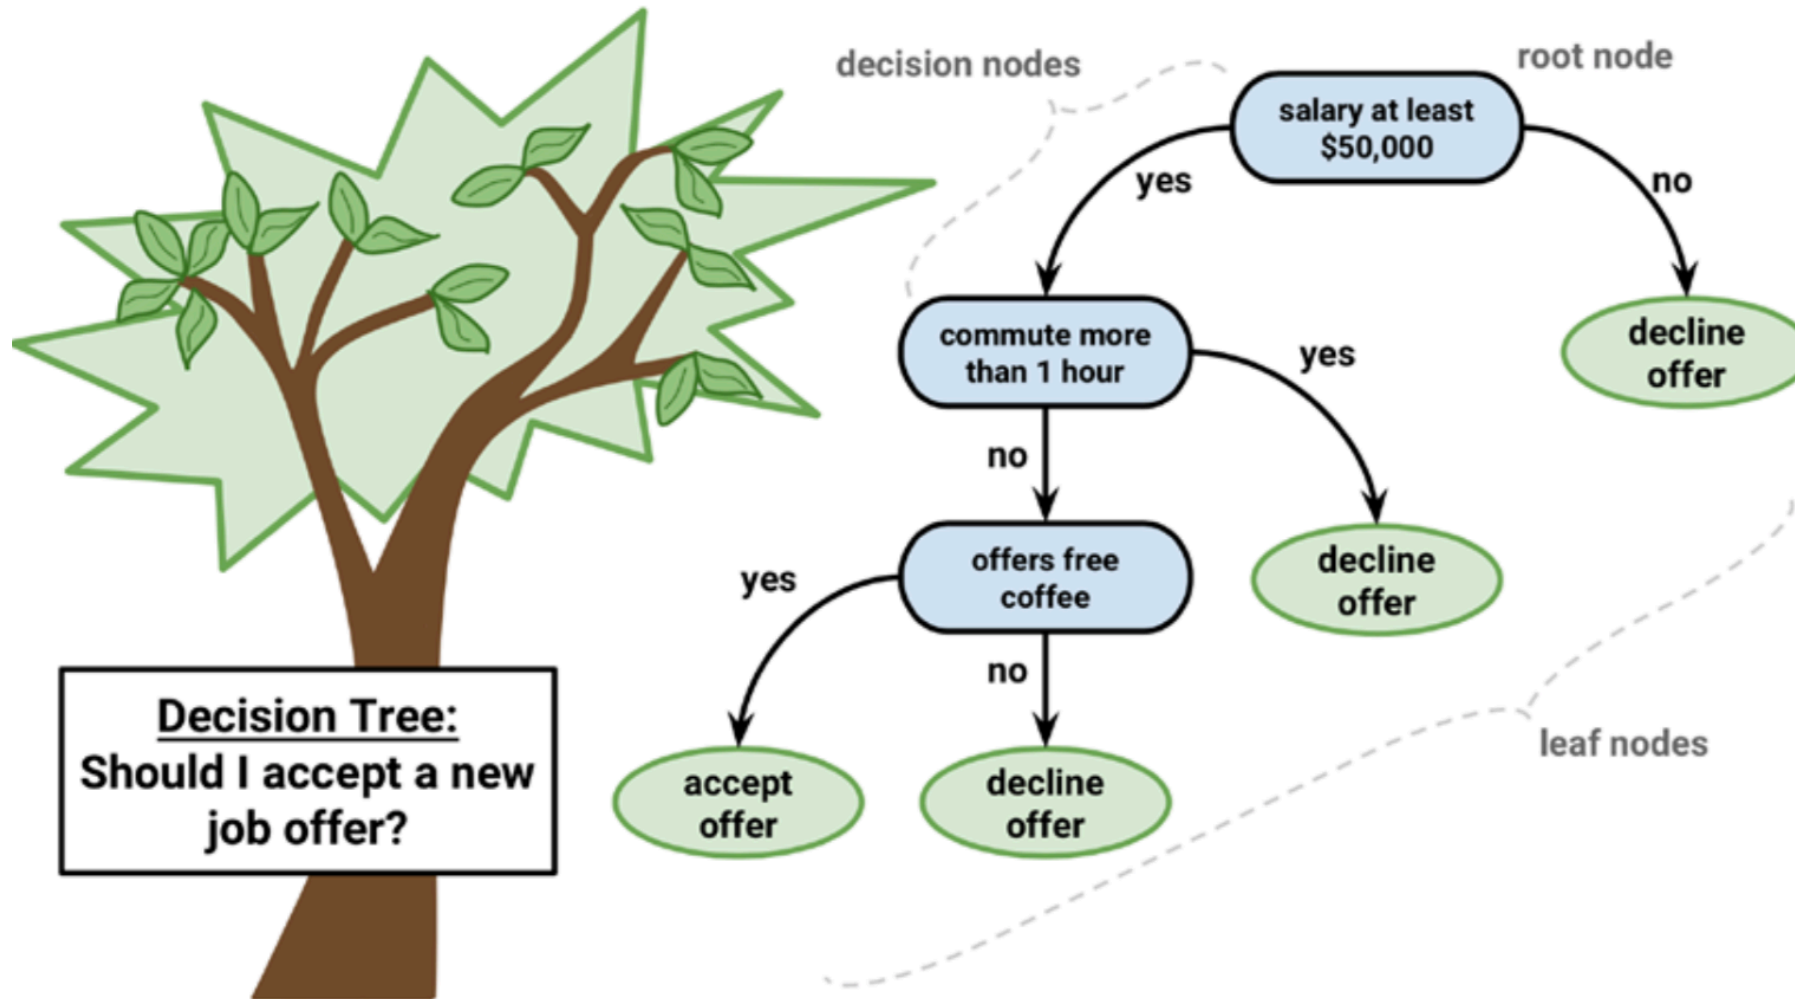 decision nodes
root node
salary at least
$50,000
yes
no
commute more
than 1 hour
yes
decline
offer
no
offers free
coffee
yes
decline
offer
no
Decision Tree:
Should I accept a new
job offer?
accept
offer
decline
offer
leaf nodes